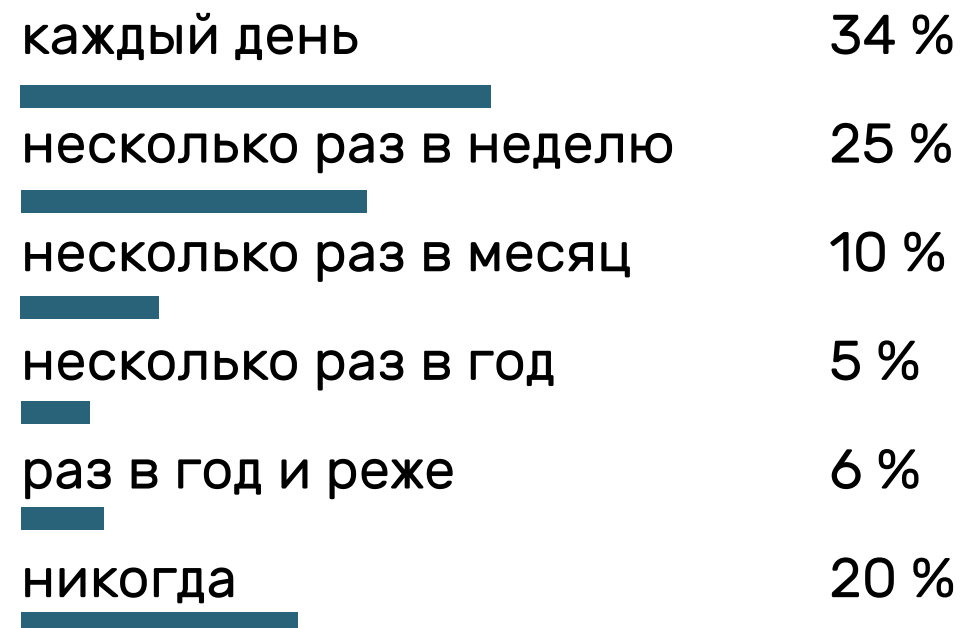 каждый день 34 %
несколько раз в неделю 25 %
несколько раз в месяц 10 %
несколько раз в год 5 %
раз в год и реже 6 %
никогда 20 %